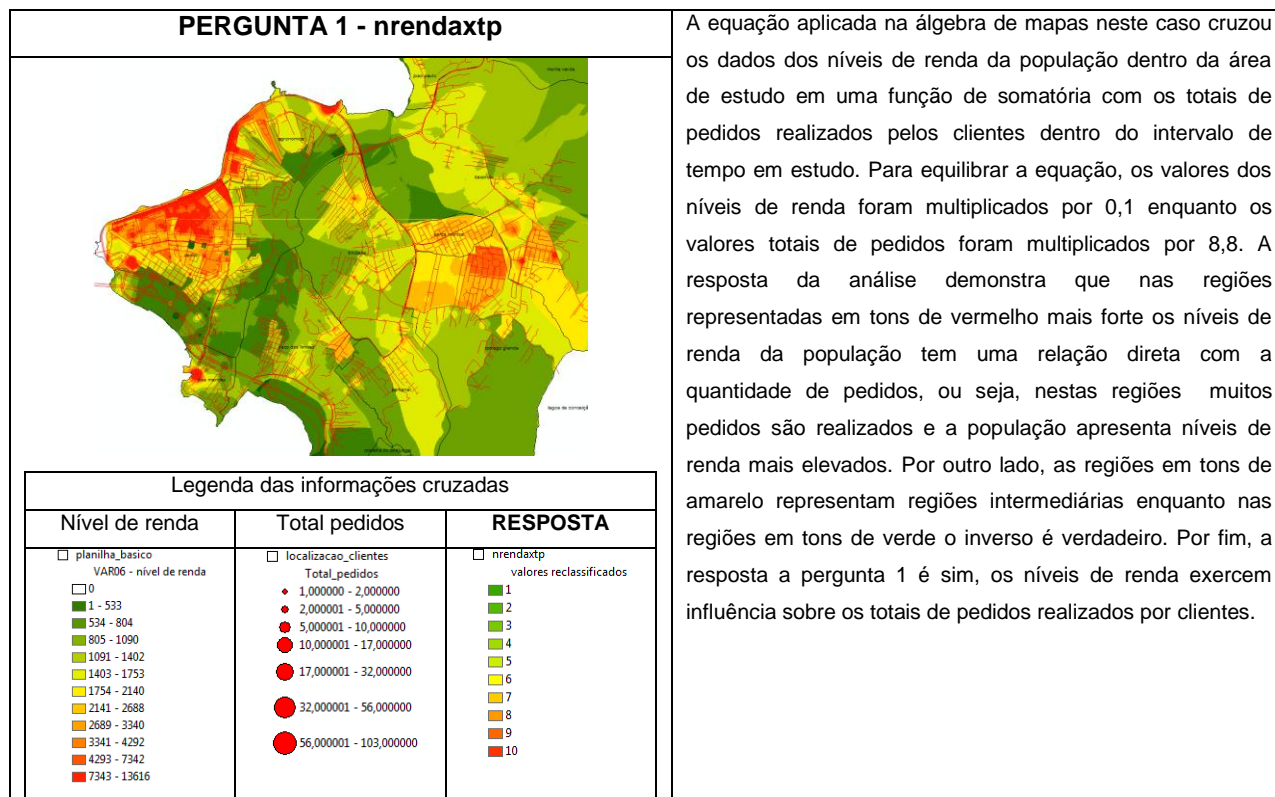 PERGUNTA 1 - nrendaxtp
Legenda das informações cruzadas
Nível de renda
Total pedidos
RESPOSTA
planilha_basico
VAR06 - nível de renda
0
1 - 533
534 - 804
805 - 1090
1091 - 1402
1403 - 1753
1754 - 2140
2141 - 2688
2689 - 3340
3341 - 4292
4293 - 7342
7343 - 13616
localizacao_clientes
Total_pedidos
1,000000 - 2,000000
2,000001 - 5,000000
5,000001 - 10,000000
10,000001 - 17,000000
17,000001 - 32,000000
32,000001 - 56,000000
56,000001 - 103,000000
nrendaxtp
valores reclassificados
1
2
3
4
5
6
7
8
9
10
A equação aplicada na álgebra de mapas neste caso cruzou
os dados dos níveis de renda da população dentro da área
de estudo em uma função de somatória com os totais de
pedidos realizados pelos clientes dentro do intervalo de
tempo em estudo. Para equilibrar a equação, os valores dos
níveis de renda foram multiplicados por 0,1 enquanto os
valores totais de pedidos foram multiplicados por 8,8. A
resposta da análise demonstra que nas regiões
representadas em tons de vermelho mais forte os níveis de
renda da população tem uma relação direta com a
quantidade de pedidos, ou seja, nestas regiões muitos
pedidos são realizados e a população apresenta níveis de
renda mais elevados. Por outro lado, as regiões em tons de
amarelo representam regiões intermediárias enquanto nas
regiões em tons de verde o inverso é verdadeiro. Por fim, a
resposta a pergunta 1 é sim, os níveis de renda exercem
influência sobre os totais de pedidos realizados por clientes.